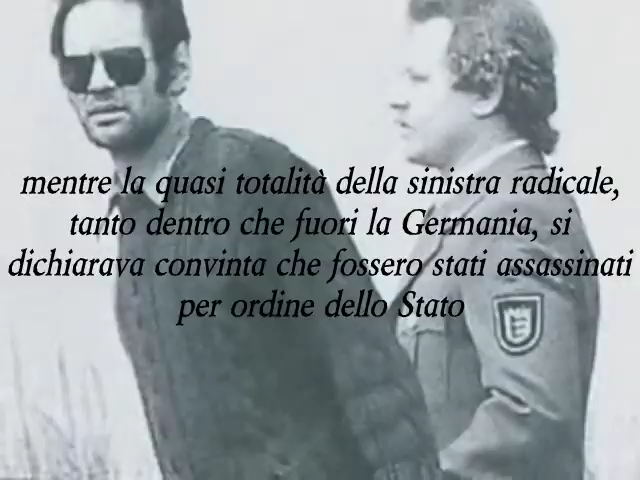 mentre la quasi totalità della sinistra radicale,
tanto dentro che fuori la Germania, si
dichiarava convinta che fossero stati assassinati
per ordine dello Stato